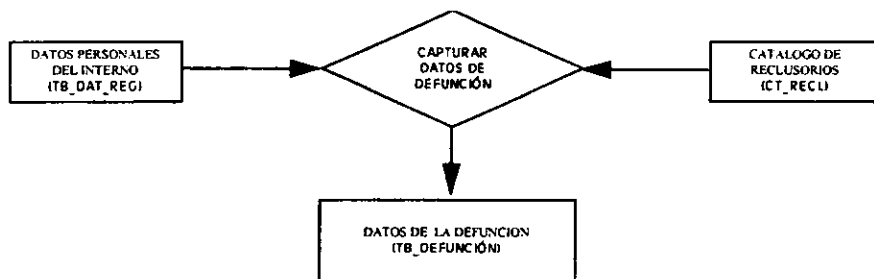 DATOS PERSONALES
DEL INTERNO
(TB_DAT_REG)
CAPTURAR
DATOS DE
DEFUNCIÓN
CATALOGO DE
RECLUSORIOS
(CT_RECL)
DATOS DE LA DEFUNCION
(TB_DEFUNCIÓN)